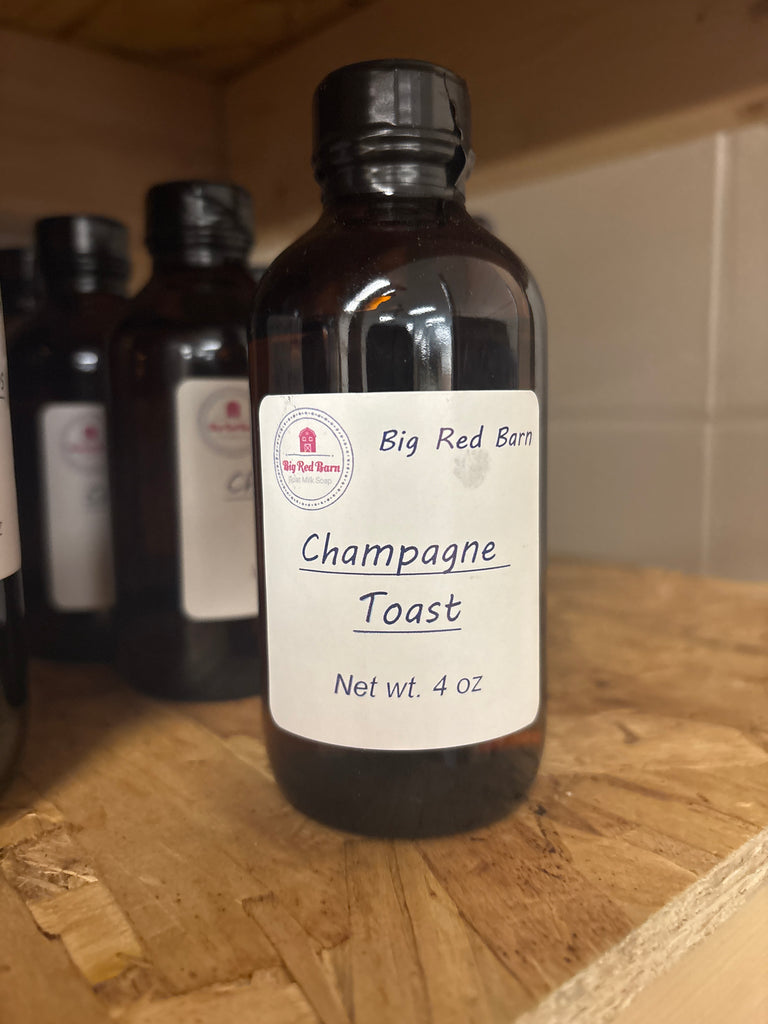 Big Red Barn
Big Red Barn
Goat Milk Soap
Champagne
Toast
Net wt. 4 oz